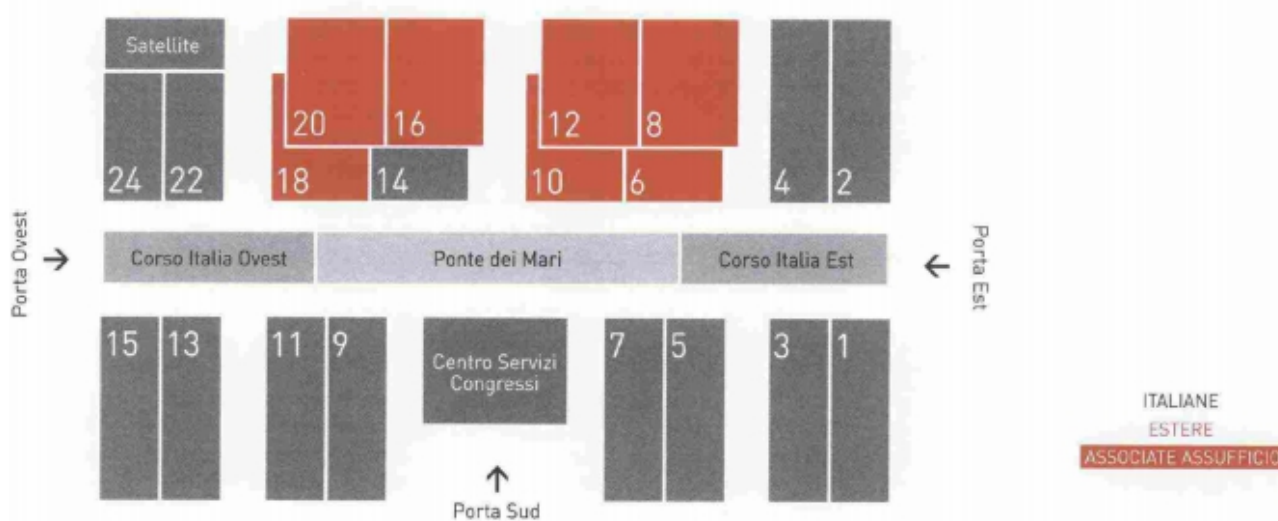 Satellite
20 16
12 8
24 22
18 14
10 6
4 2
Porta Ovest
Corso Italia Ovest
Ponte dei Mari
Corso Italia Est
Porta Est
15 13
11 9
Centro Servizi
Congressi
7 5
3 1
Porta Sud
ITALIANE
ESTERE
ASSOCIATE ASSUFFICIO